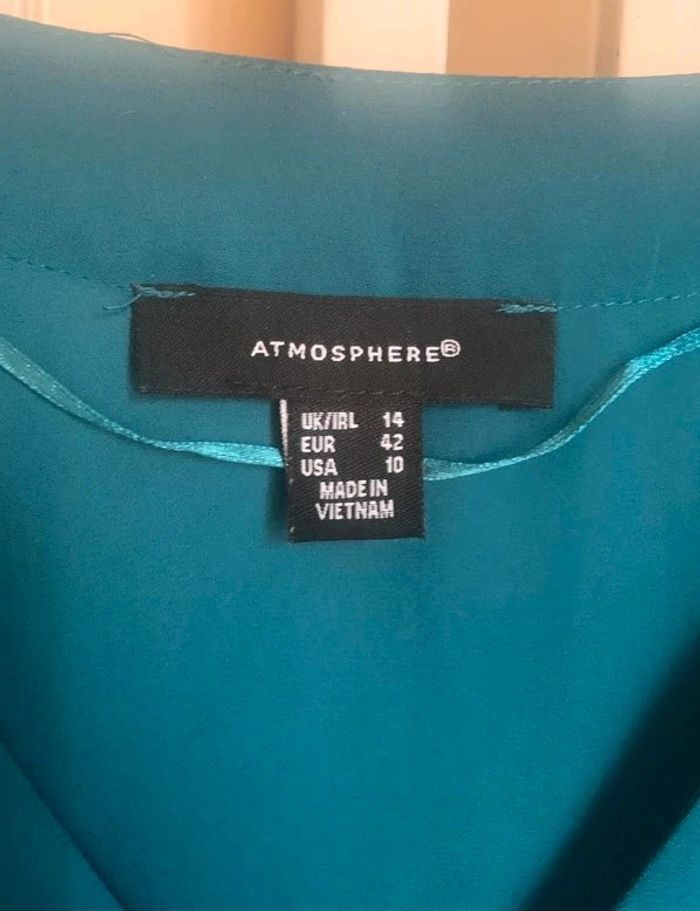 ATMOSPHERE®
UK/IRL 14
EUR 42
USA 10
MADE IN
VIETNAM